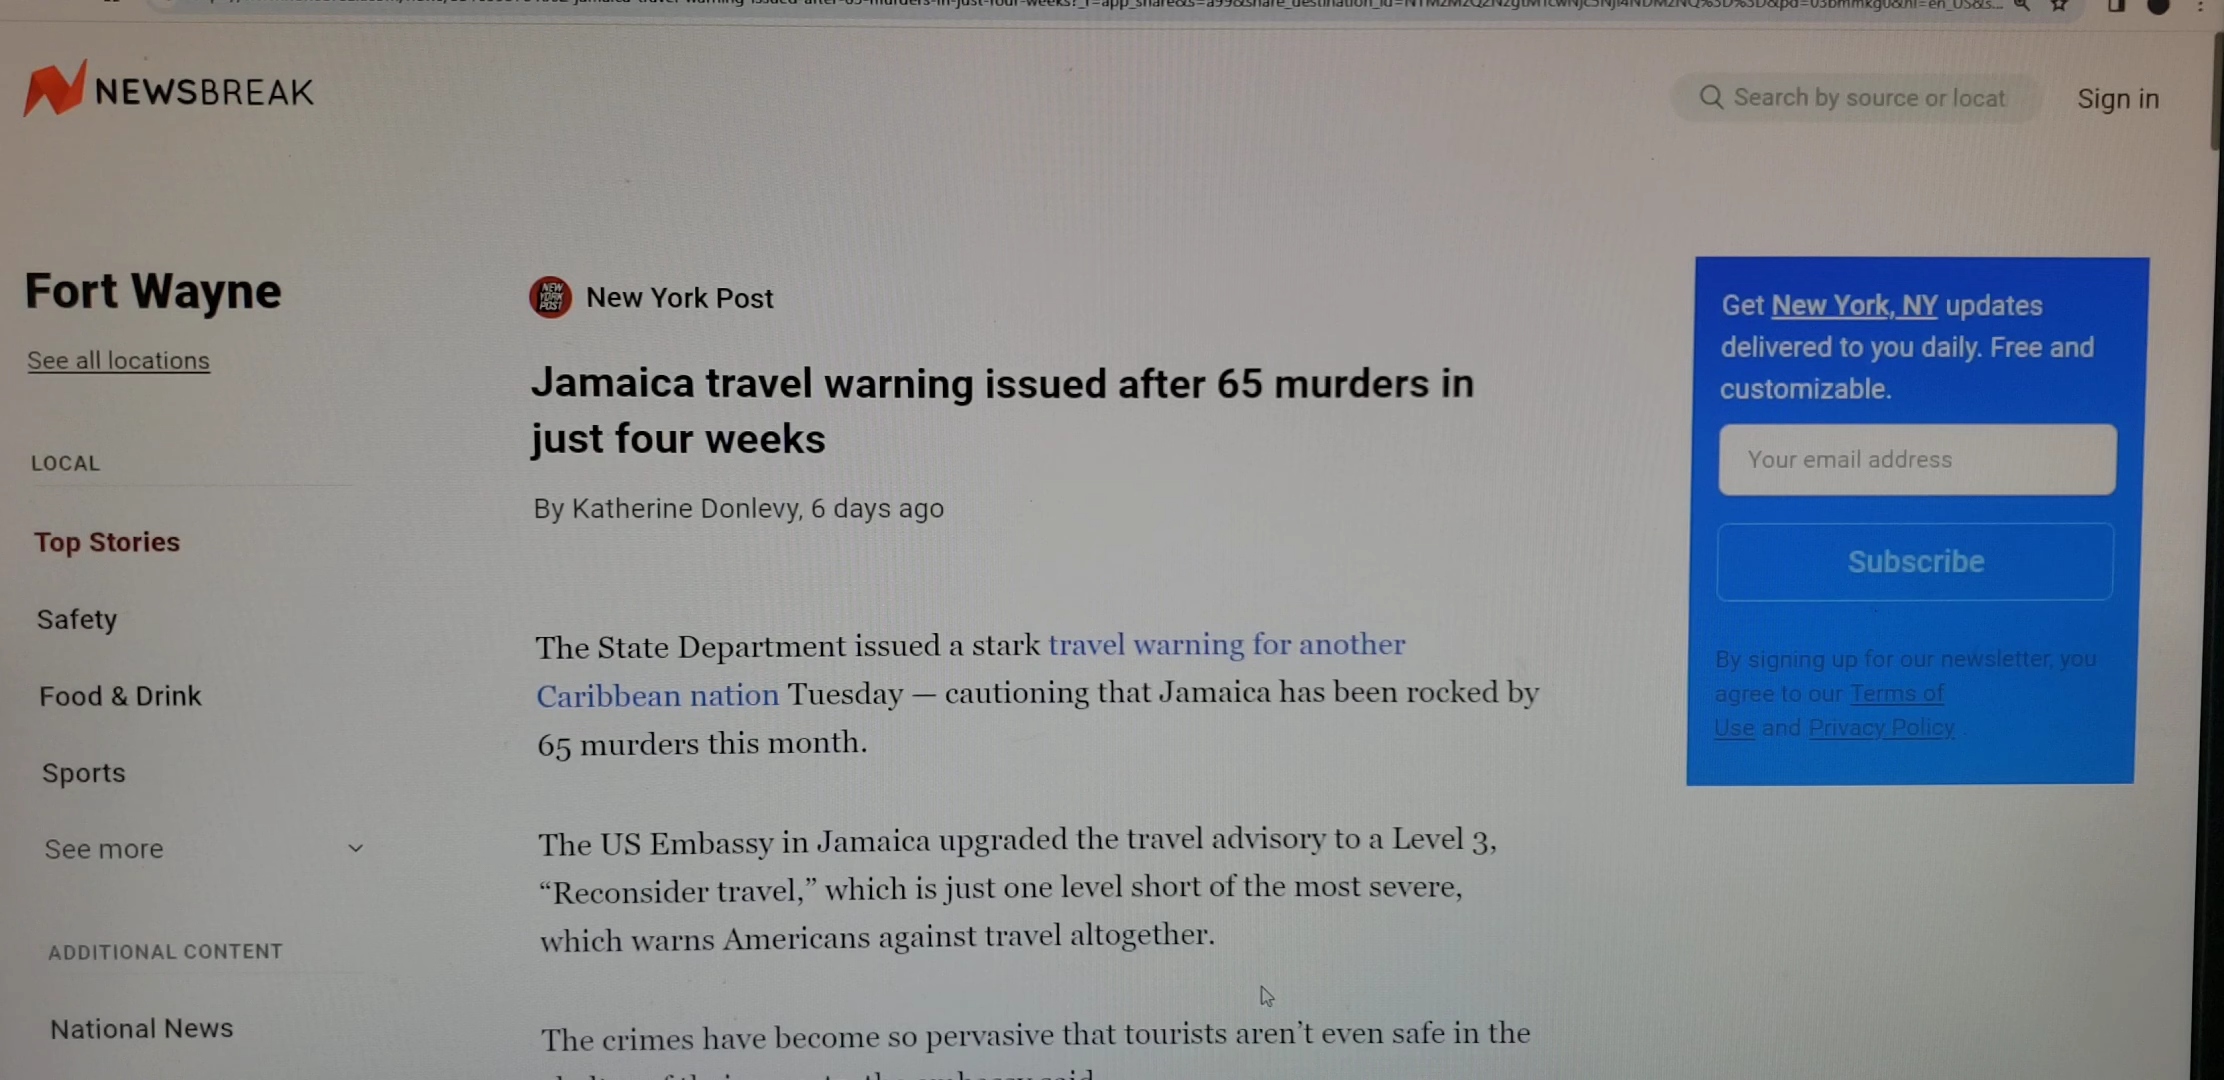 NEWSBREAK
Search by source or locat
Sign in
Fort Wayne
See all locations
LOCAL
Top Stories
Safety
Food & Drink
Sports
See more
ADDITIONAL CONTENT
National News
NEW
YORK
POST
New York Post
Jamaica travel warning issued after 65 murders in
just four weeks
By Katherine Donlevy, 6 days ago
The State Department issued a stark travel warning for another
Caribbean nation Tuesday — cautioning that Jamaica has been rocked by
65 murders this month.
The US Embassy in Jamaica upgraded the travel advisory to a Level 3,
“Reconsider travel,” which is just one level short of the most severe,
which warns Americans against travel altogether.
The crimes have become so pervasive that tourists aren’t even safe in the
Get New York, NY updates
delivered to you daily. Free and
customizable.
Your email address
Subscribe
By signing up for our newsletter, you
agree to our Terms of
Use and Privacy Policy .